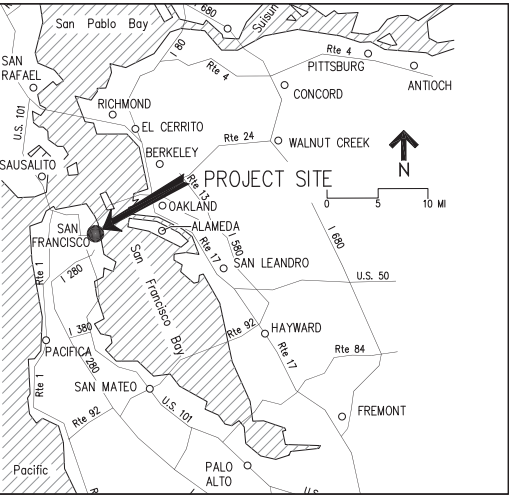 680
Suisun
San Pablo Bay
I 80
Rte 4
SAN
RAFAEL
Rte 4
PITTSBURG
ANTIOCH
CONCORD
RICHMOND
U.S. 101
EL CERRITO
Rte 24
WALNUT CREEK
BERKELEY
SAUSALITO
N
PROJECT SITE
Rte 13
0 5 10 MI
OAKLAND
ALAMEDA
SAN
FRANCISCO
I 580
I 680
Rte 17
SAN LEANDRO
Rte 1
I 280
San Francisco Bay
U.S. 50
I 380
Rte 92
HAYWARD
PACIFICA
I 280
Rte 17
Rte 84
Rte 1
SAN MATEO
U.S. 101
Rte 92
FREMONT
Pacific
PALO
ALTO